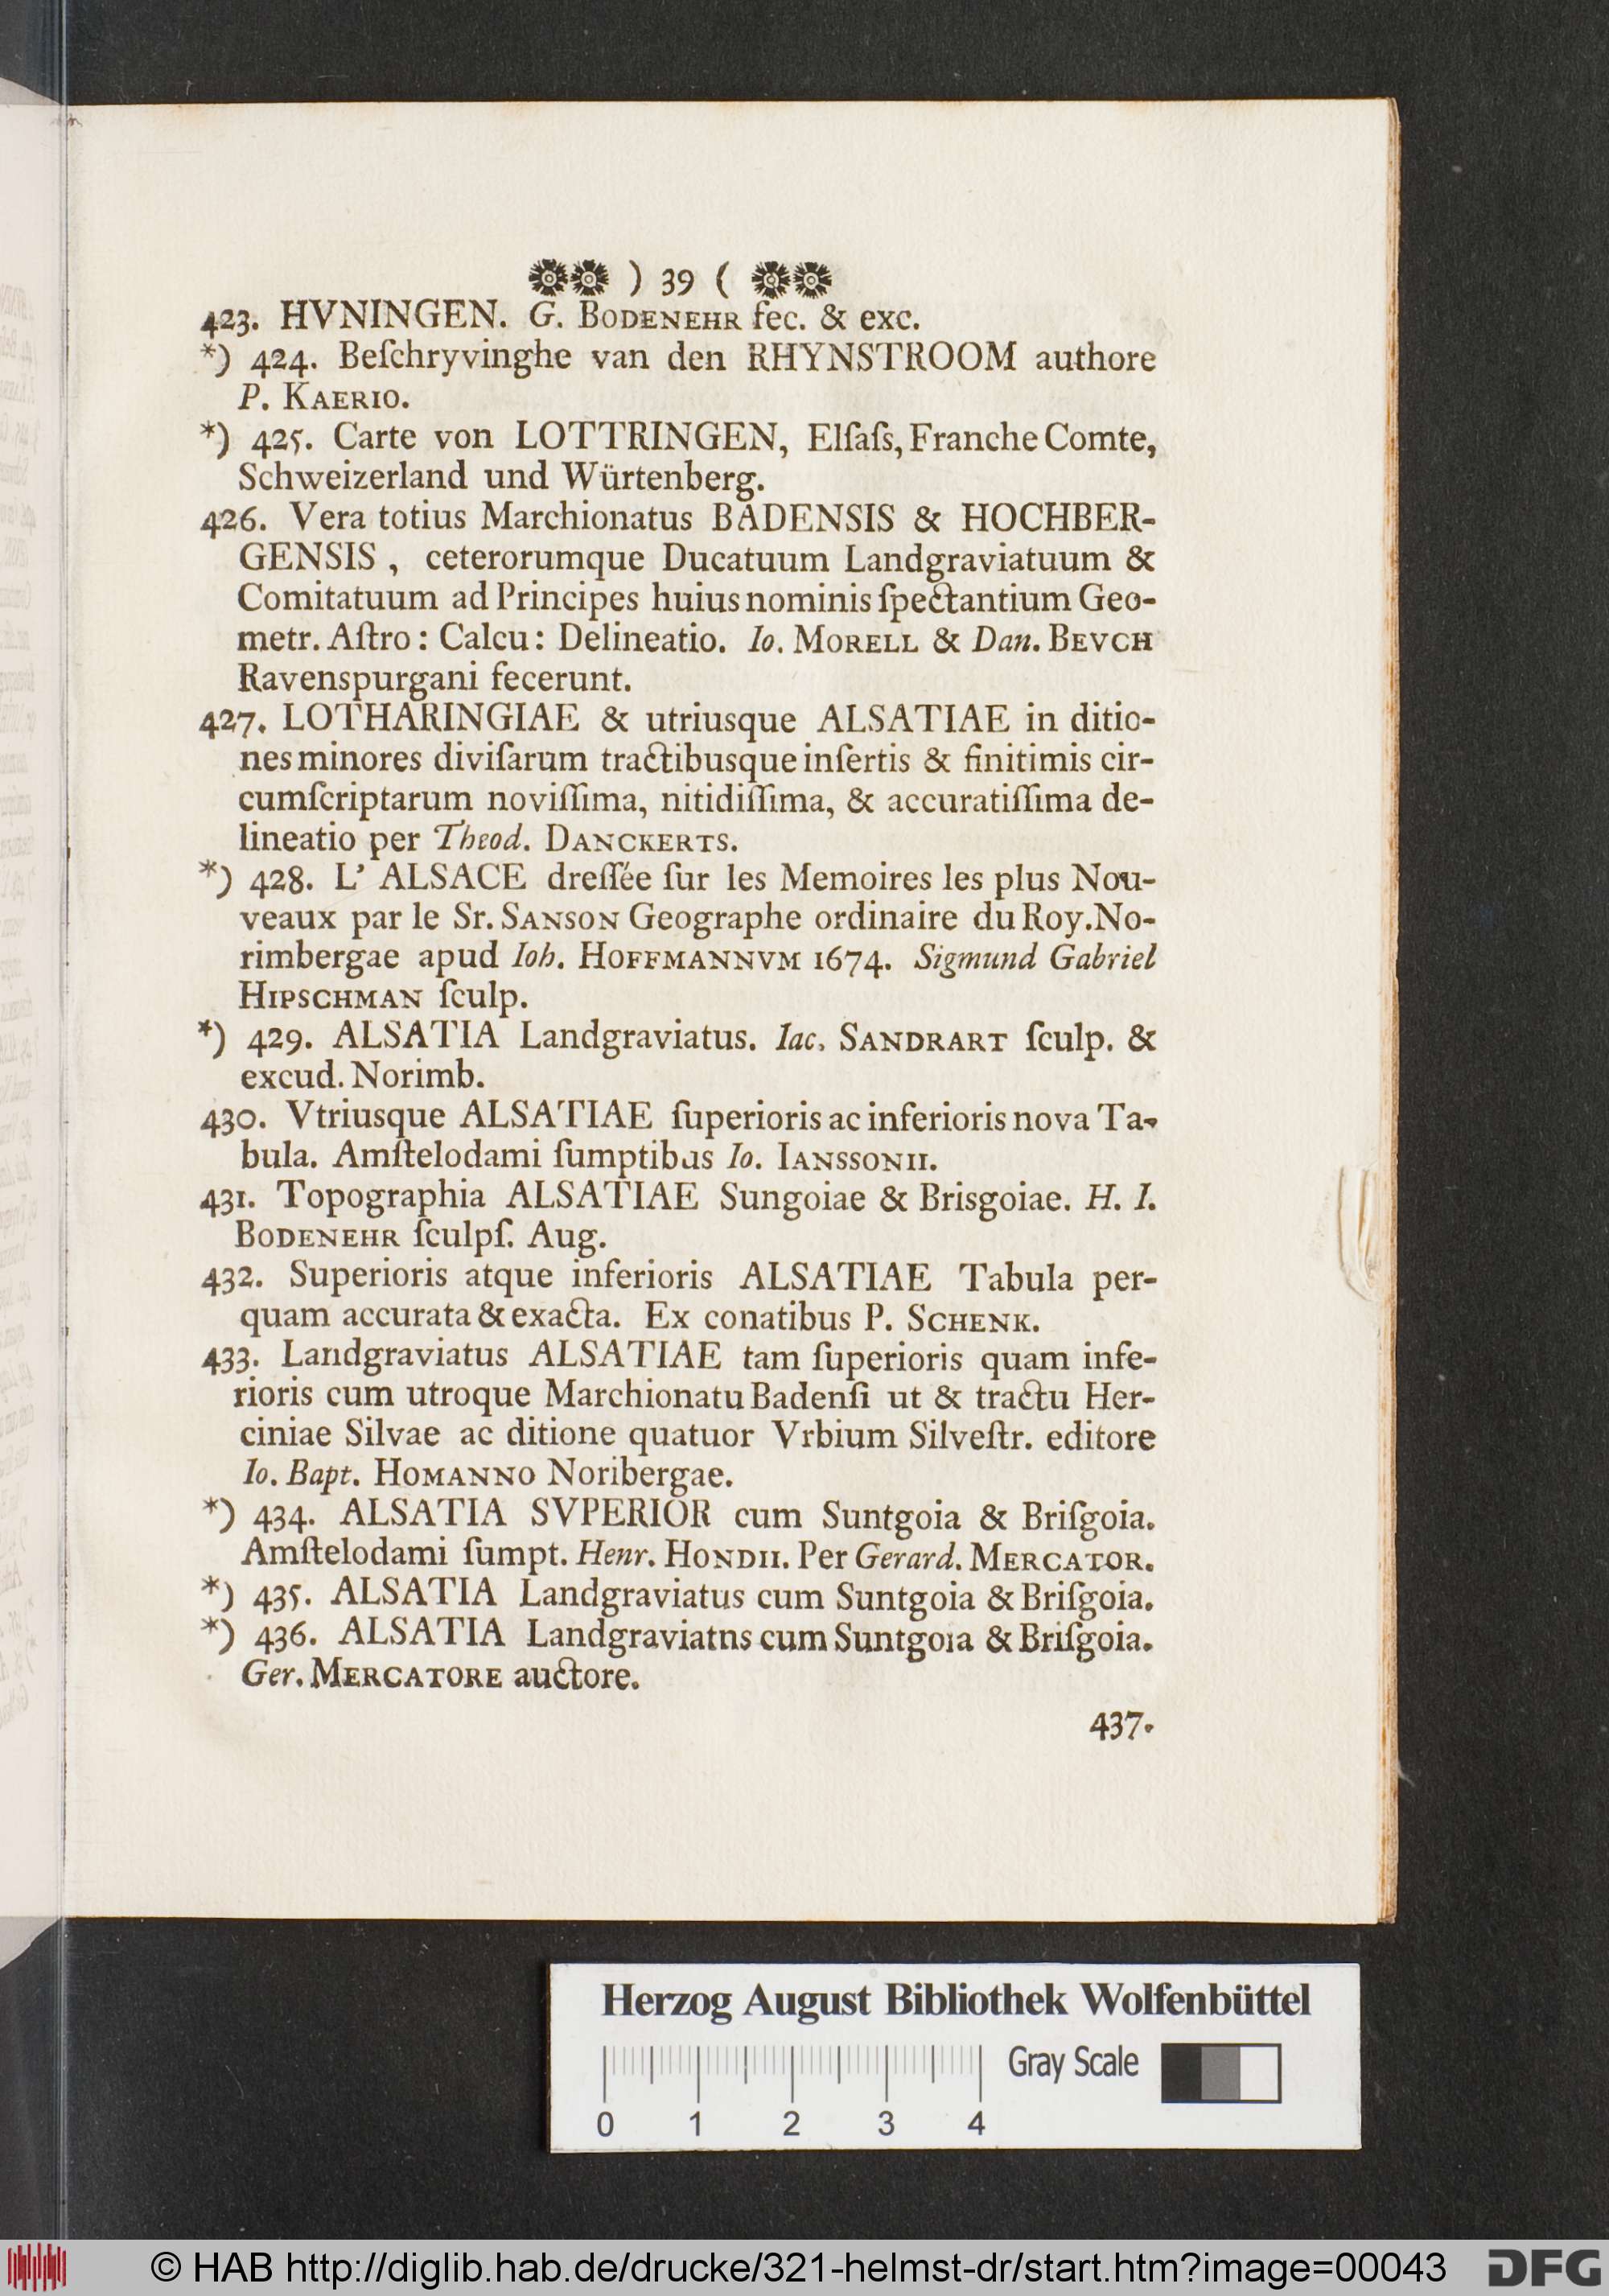 ) 39 (
423. HVNINGEN. G. BODENEHR fec. & exc.
*) 424. Beſchryvinghe van den RHYNSTROOM authore
P. KAERIO.
*) 425. Carte von LOTTRINGEN, Elſaſs, Franche Comte,
Schweizerland und Würtenberg.
426. Vera totius Marchionatus BADENSIS & HOCHBER-
GENSIS , ceterorumque Ducatuum Landgraviatuum &
Comitatuum ad Principes huius nominis ſpectantium Geo-
metr. Aſtro : Calcu : Delineatio. Io. MORELL & Dan. BEVCH
Ravenspurgani fecerunt.
427. LOTHARINGIAE & utriusque ALSATIAE in ditio-
nes minores diviſarum tractibusque inſertis & finitimis cir-
cumſcriptarum noviſſima, nitidiſſima, & accuratiſſima de-
lineatio per Theod. DANCKERTS.
*) 428. L' ALSACE dreſſée ſur les Memoires les plus Nou-
veaux par le Sr. SANSON Geographe ordinaire du Roy. No-
rimbergae apud Ioh. HOFFMANNVM 1674. Sigmund Gabriel
HIPSCHMAN ſculp.
*) 429. ALSATIA Landgraviatus. Iac. SANDRART ſculp. &
excud. Norimb.
430. Vtriusque ALSATIAE ſuperioris ac inferioris nova Ta-
bula. Amſtelodami ſumptibus Io. IANSSONII.
431. Topographia ALSATIAE Sungoiae & Brisgoiae. H. I.
BODENEHR ſculpſ. Aug.
432. Superioris atque inferioris ALSATIAE Tabula per-
quam accurata & exacta. Ex conatibus P. SCHENK.
433. Landgraviatus ALSATIAE tam ſuperioris quam infe-
rioris cum utroque Marchionatu Badenſi ut & tractu Her-
ciniae Silvae ac ditione quatuor Vrbium Silveſtr. editore
Io. Bapt. HOMANNO Noribergae.
*) 434. ALSATIA SVPERIOR cum Suntgoia & Briſgoia.
Amſtelodami ſumpt. Henr. HONDII. Per Gerard. MERCATOR.
*) 435. ALSATIA Landgraviatus cum Suntgoia & Briſgoia.
*) 436. ALSATIA Landgraviatns cum Suntgoia & Briſgoia.
Ger. MERCATORE auctore.
437.
Herzog August Bibliothek Wolfenbüttel
Gray Scale
0 1 2 3 4
© HAB http://diglib.hab.de/drucke/321-helmst-dr/start.htm?image=00043
DFG